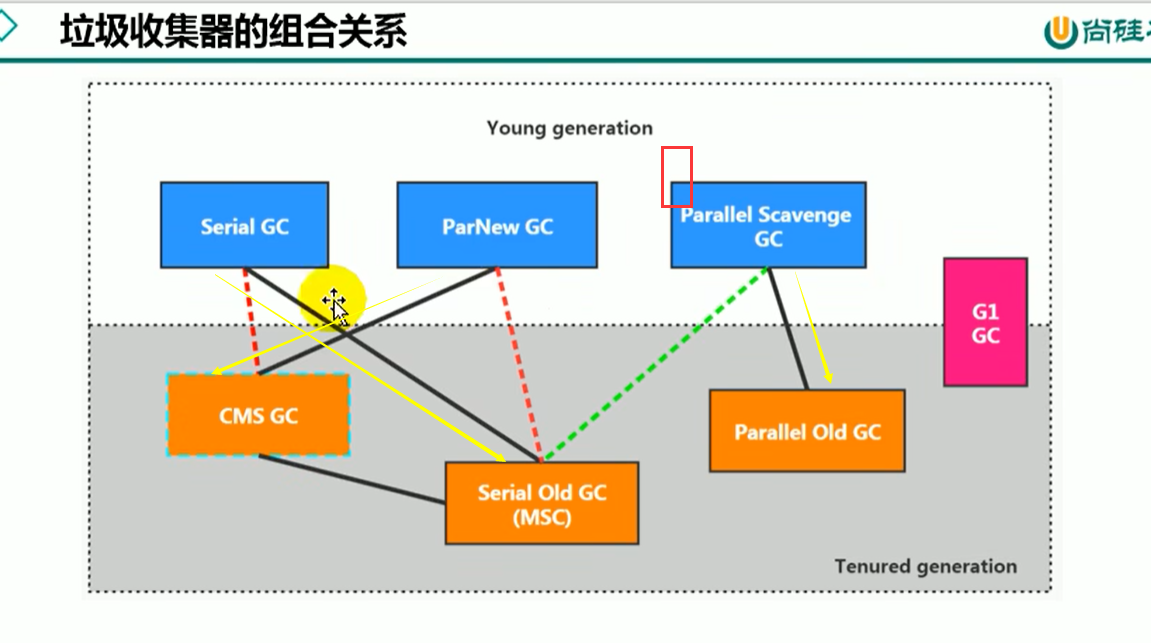 垃圾收集器的组合关系
尚硅
Young generation
Serial GC
ParNew GC
Parallel Scavenge
GC
G1
GC
CMS GC
Parallel Old GC
Serial Old GC
(MSC)
Tenured generation